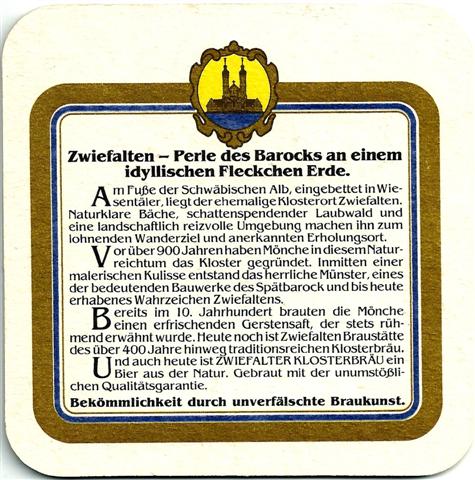 Zwiefalten – Perle des Barocks an einem
idyllischen Fleckchen Erde.
Am Fuße der Schwäbischen Alb, eingebettet in Wie-
sentäler, liegt der ehemalige Klosterort Zwiefalten.
Naturklare Bäche, schattenspendender Laubwald und
eine landschaftlich reizvolle Umgebung machen ihn zum
lohnenden Wanderziel und anerkannten Erholungsort.
Vor über 900 Jahren haben Mönche in diesem Natur-
reichtum das Kloster gegründet. Inmitten einer
malerischen Kulisse entstand das herrliche Münster, eines
der bedeutenden Bauwerke des Spätbarock und bis heute
erhabenes Wahrzeichen Zwiefaltens.
Bereits im 10. Jahrhundert brauten die Mönche
einen erfrischenden Gerstensaft, der stets rüh-
mend erwähnt wurde. Heute noch ist Zwiefalten Braustätte
des über 400 Jahre hinweg traditionsreichen Klosterbräu.
Und auch heute ist ZWIEFALTER KLOSTERBRÄU ein
Bier aus der Natur. Gebraut mit der unumstößli-
chen Qualitätsgarantie.
Bekömmlichkeit durch unverfälschte Braukunst.